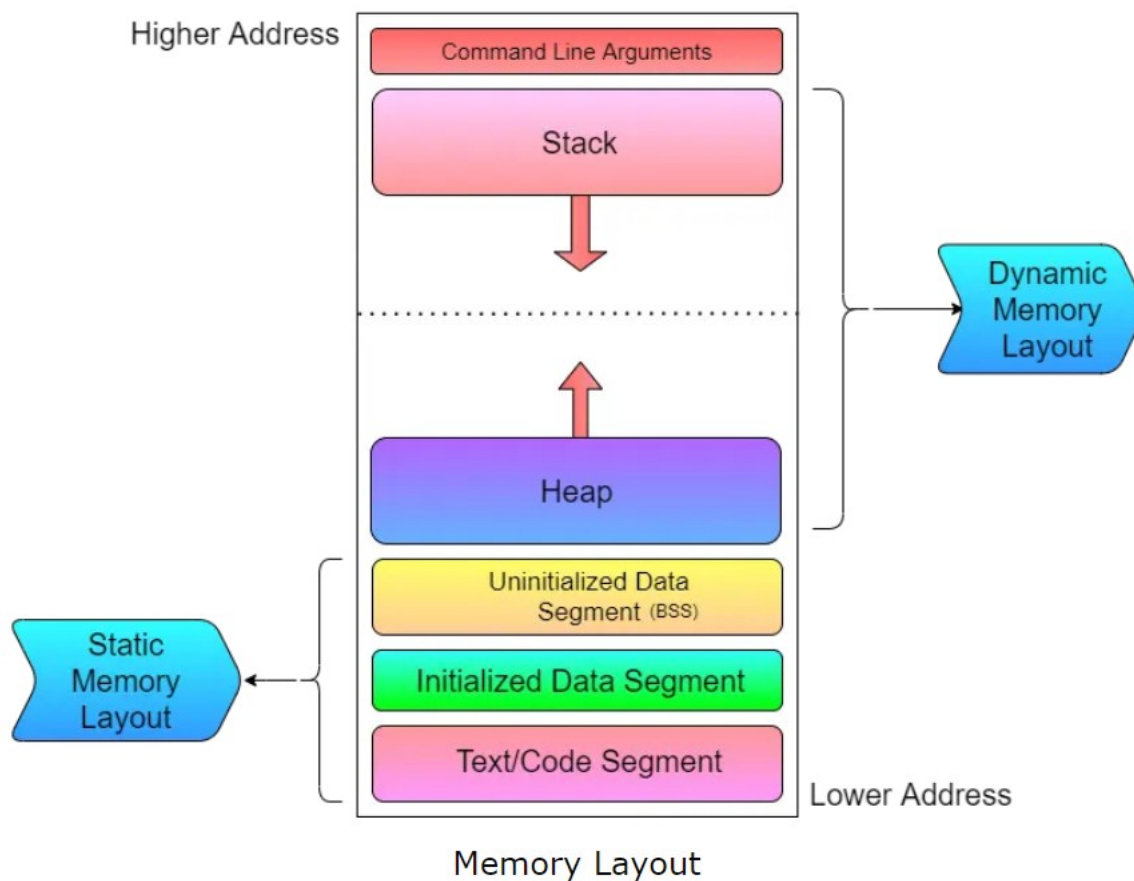 Higher Address
Command Line Arguments
Stack
Dynamic
Memory
Layout
Heap
Uninitialized Data
Segment (BSS)
Static
Memory
Layout
Initialized Data Segment
Text/Code Segment
Lower Address
Memory Layout